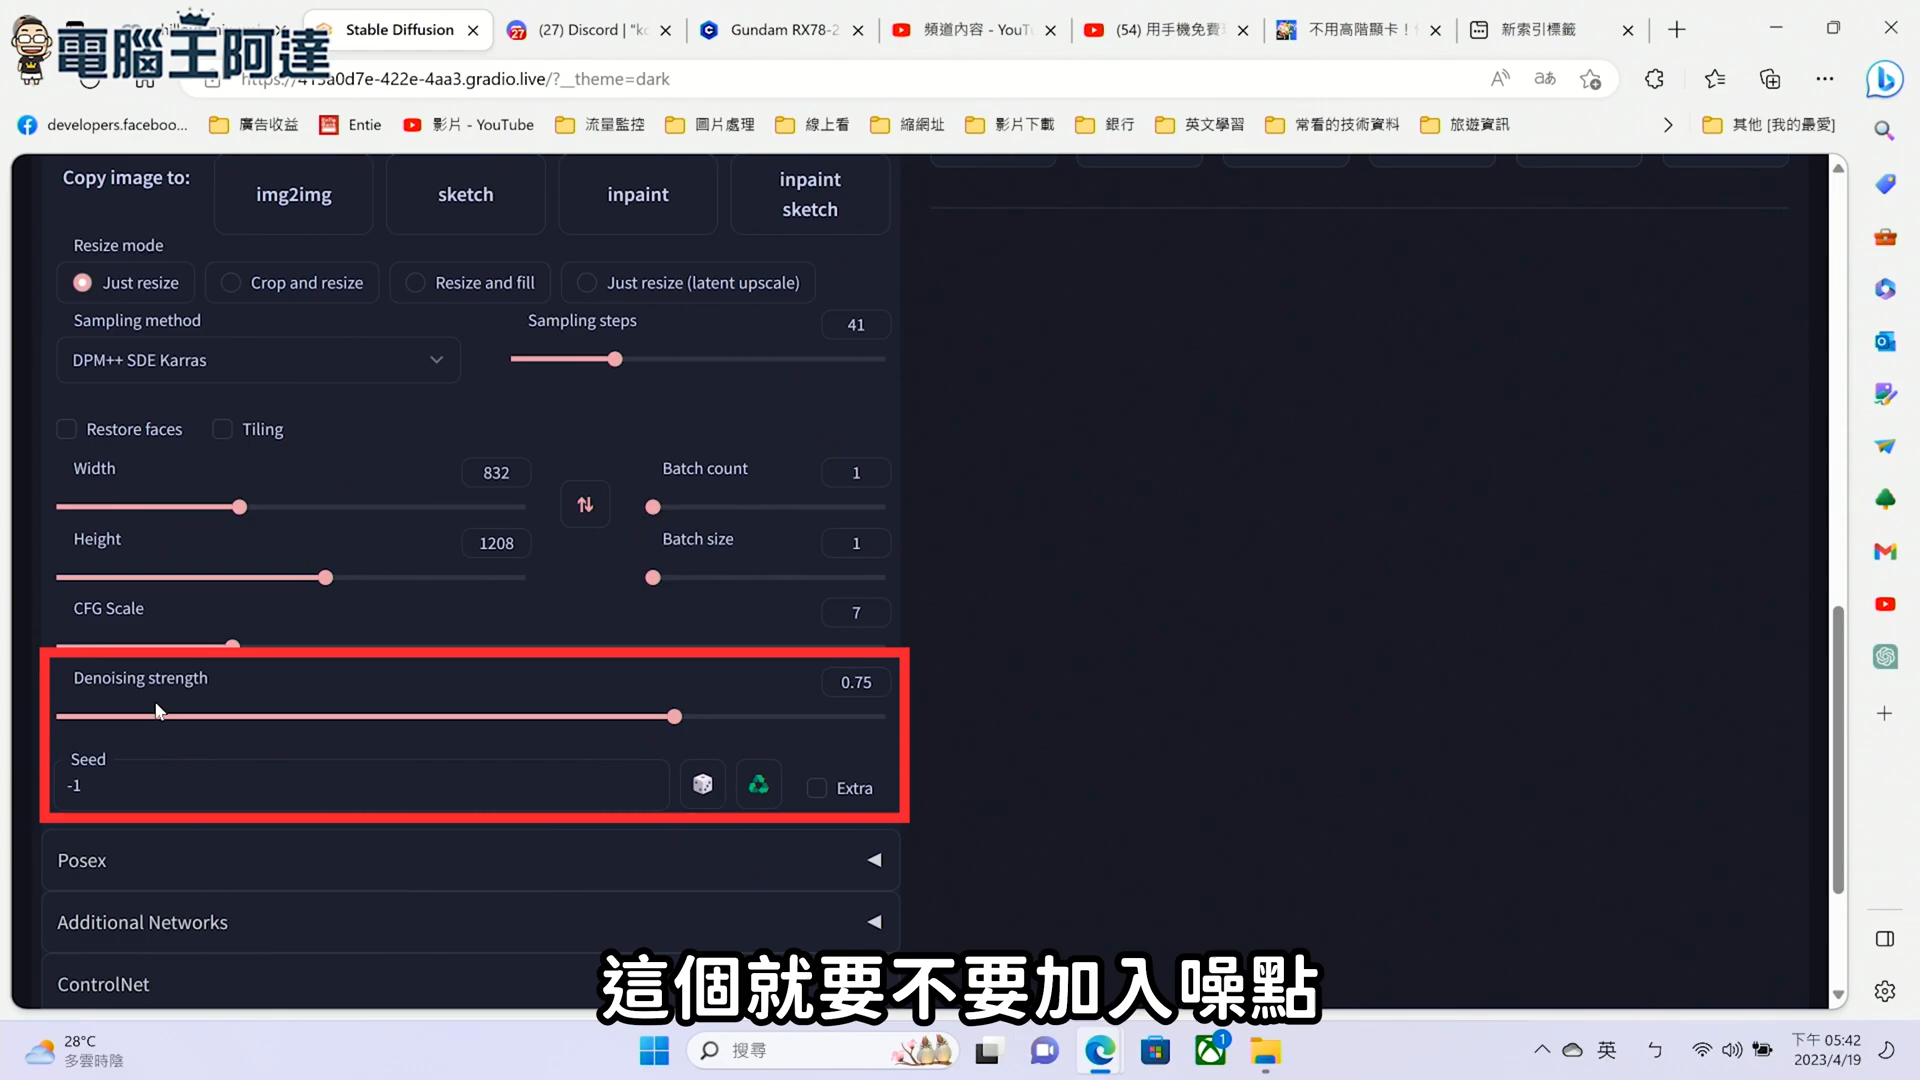 電腦王阿達
Stable Diffusion
(27) Discord | "kc
Gundam RX78-2
頻道內容 - YouTu
(54) 用手機免費
不用高階顯卡！
新索引標籤
a0d7e-422e-4aa3.gradio.live/?__theme=dark
developers.faceboo...
廣告收益
Entie
影片 - YouTube
流量監控
圖片處理
線上看
縮網址
影片下載
銀行
英文學習
常看的技術資料
旅遊資訊
其他 [我的最愛]
Copy image to:
img2img
sketch
inpaint
inpaint
sketch
Resize mode
Just resize
Crop and resize
Resize and fill
Just resize (latent upscale)
Sampling method
Sampling steps
41
DPM++ SDE Karras
Restore faces
Tiling
Width
832
Batch count
1
Height
1208
Batch size
1
CFG Scale
7
Denoising strength
0.75
Seed
-1
Extra
Posex
Additional Networks
ControlNet
這個就要不要加入噪點
28°C
多雲時陰
搜尋
1
英
ㄅ
下午 05:42
2023/4/19